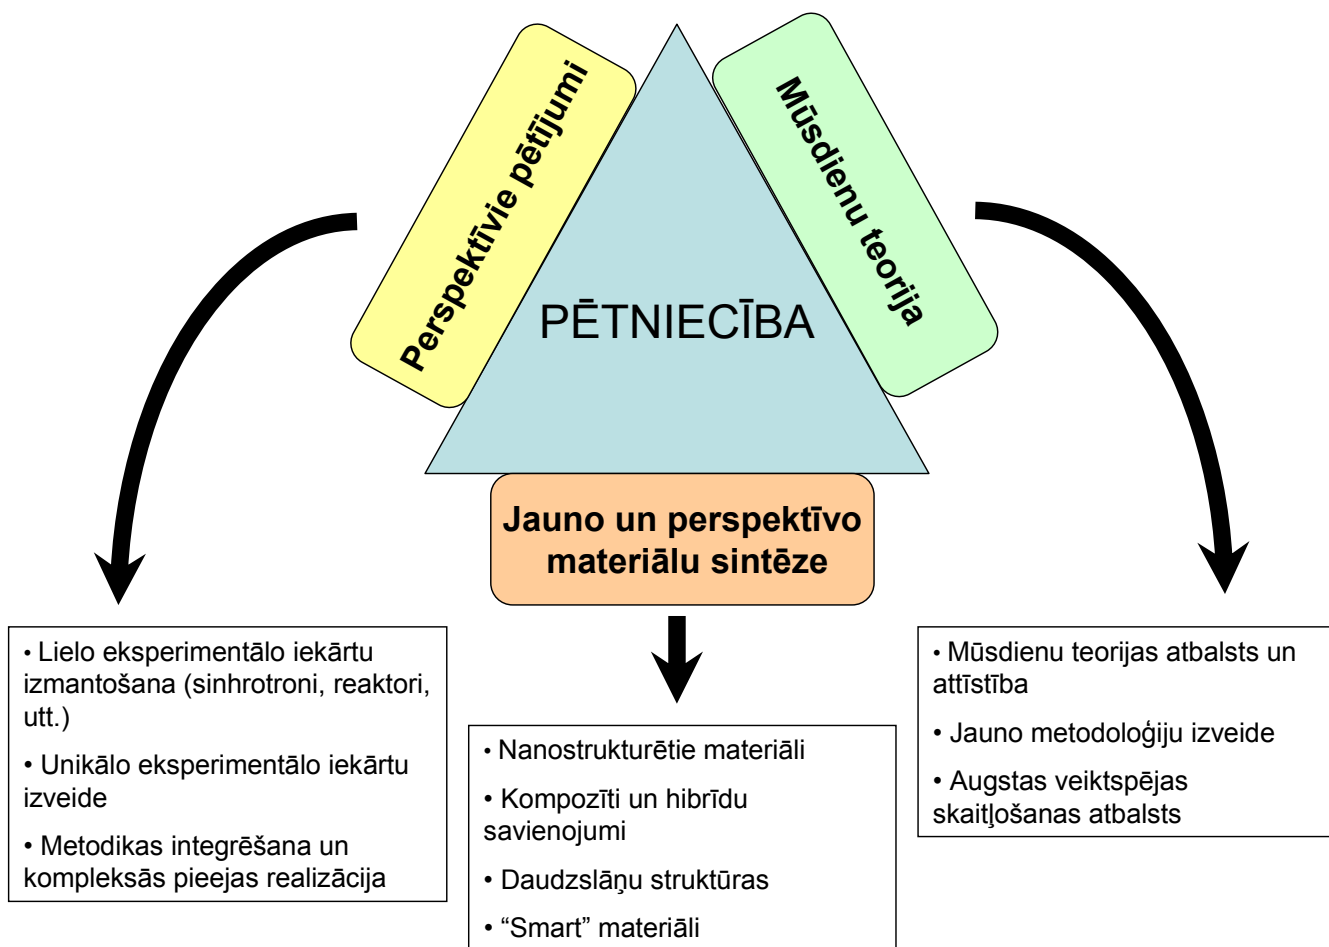 Perspektīvie pētījumi
Mūsdienu teorija
PĒTNIECĪBA
Jauno un perspektīvo
materiālu sintēze
• Lielo eksperimentālo iekārtu
izmantošana (sinhrotroni, reaktori,
utt.)
• Unikālo eksperimentālo iekārtu
izveide
• Metodikas integrēšana un
kompleksās pieejas realizācija
• Nanostrukturētie materiāli
• Kompozīti un hibrīdu
savienojumi
• Daudzslāņu struktūras
• “Smart” materiāli
• Mūsdienu teorijas atbalsts un
attīstība
• Jauno metodoloģiju izveide
• Augstas veiktspējas
skaitļošanas atbalsts